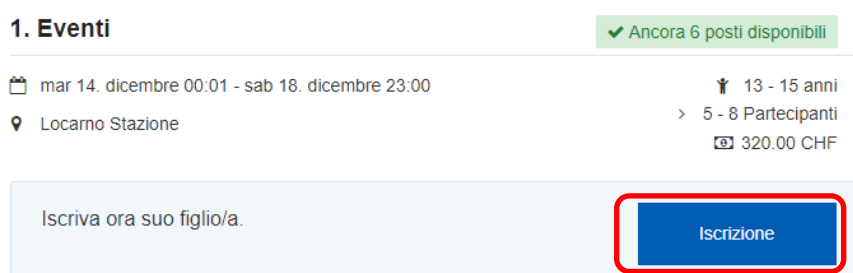 1. Eventi
Ancora 6 posti disponibili
mar 14. dicembre 00:01 - sab 18. dicembre 23:00
13 - 15 anni
5 - 8 Partecipanti
Locarno Stazione
320.00 CHF
Iscriva ora suo figlio/a.
Iscrizione